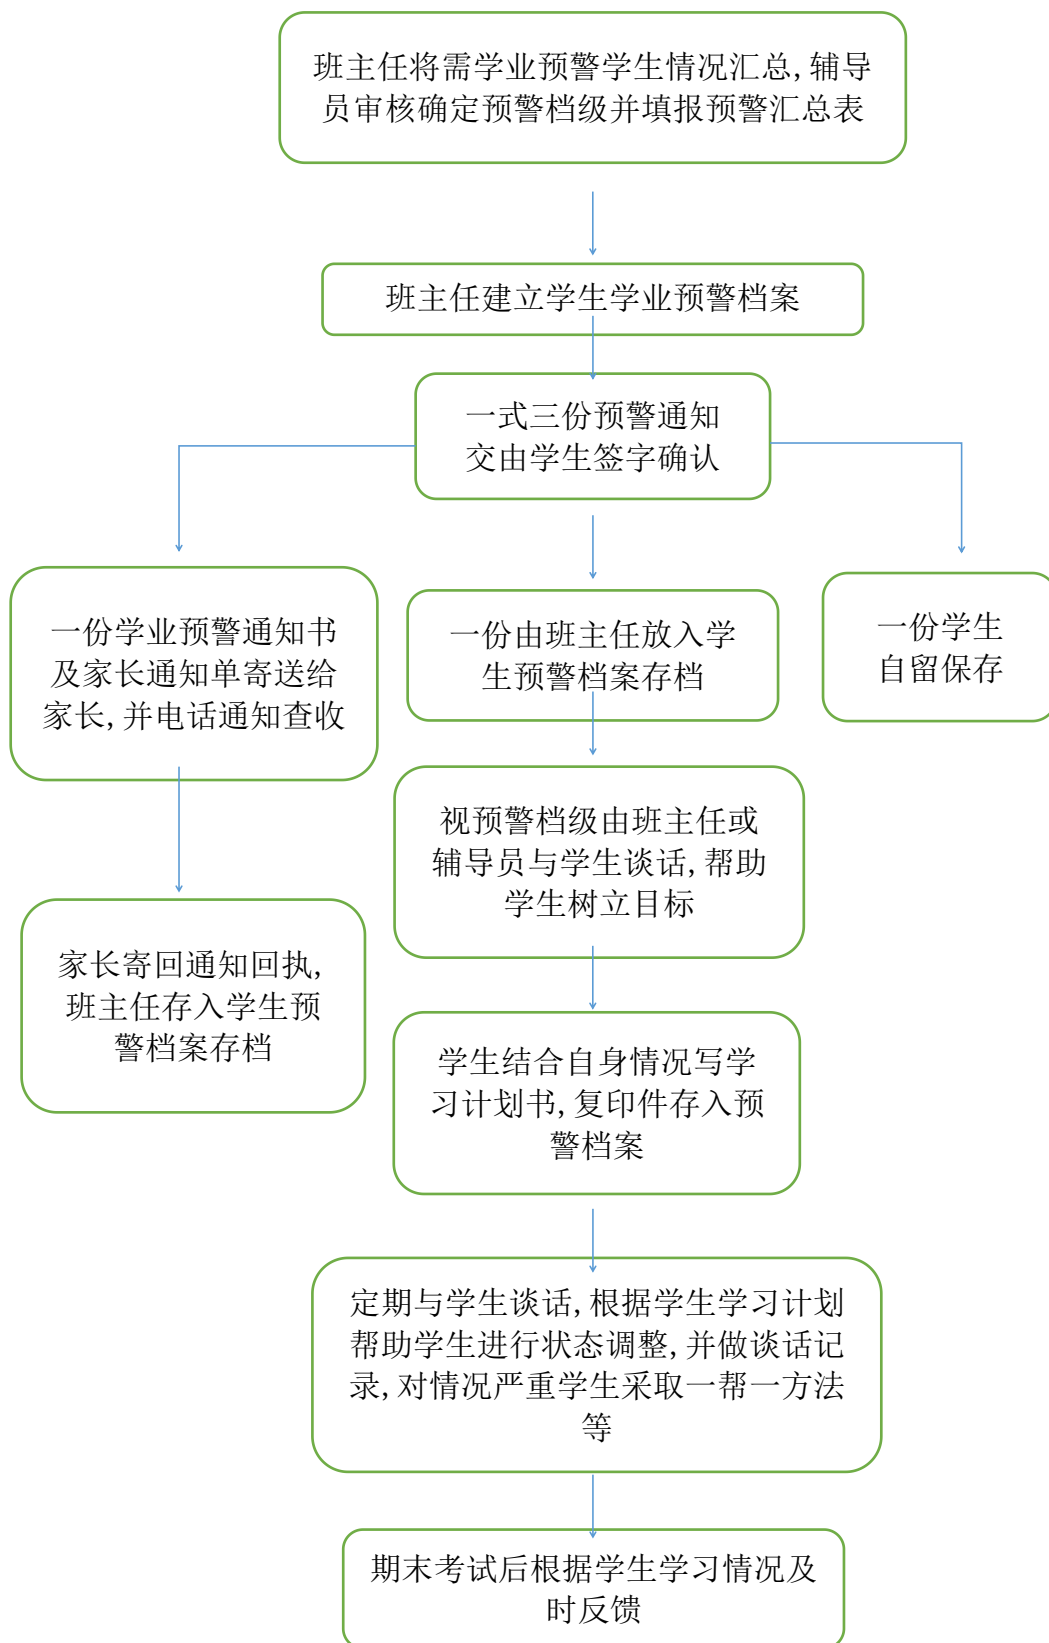 班主任将需学业预警学生情况汇总,辅导
员审核确定预警档级并填报预警汇总表
班主任建立学生学业预警档案
一式三份预警通知
交由学生签字确认
一份学业预警通知书
及家长通知单寄送给
家长,并电话通知查收
一份由班主任放入学
生预警档案存档
一份学生
自留保存
视预警档级由班主任或
辅导员与学生谈话,帮助
学生树立目标
家长寄回通知回执,
班主任存入学生预
警档案存档
学生结合自身情况写学
习计划书,复印件存入预
警档案
定期与学生谈话,根据学生学习计划
帮助学生进行状态调整,并做谈话记
录,对情况严重学生采取一帮一方法
等
期末考试后根据学生学习情况及
时反馈